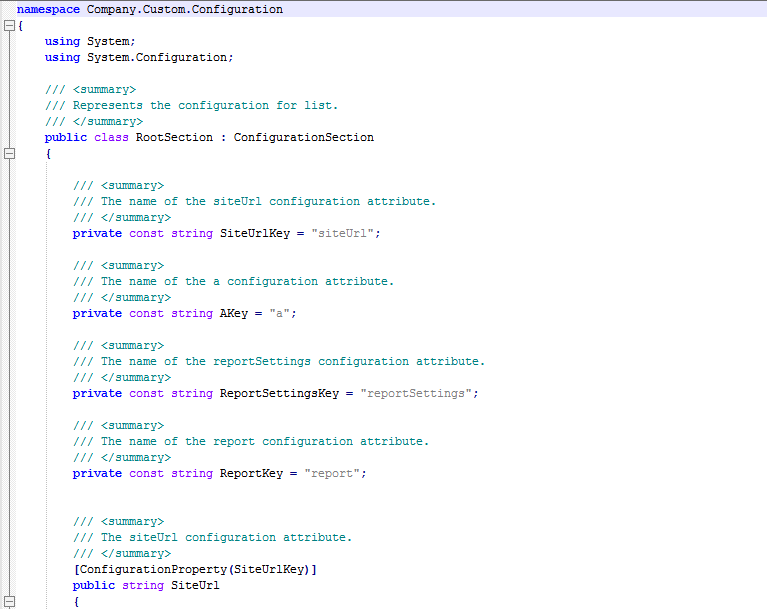 namespace Company.Custom.Configuration
{
using System;
using System.Configuration;
/// <summary>
/// Represents the configuration for list.
/// </summary>
public class RootSection : ConfigurationSection
{
/// <summary>
/// The name of the siteUrl configuration attribute.
/// </summary>
private const string SiteUrlKey = "siteUrl";
/// <summary>
/// The name of the a configuration attribute.
/// </summary>
private const string AKey = "a";
/// <summary>
/// The name of the reportSettings configuration attribute.
/// </summary>
private const string ReportSettingsKey = "reportSettings";
/// <summary>
/// The name of the report configuration attribute.
/// </summary>
private const string ReportKey = "report";
/// <summary>
/// The siteUrl configuration attribute.
/// </summary>
[ConfigurationProperty(SiteUrlKey)]
public string SiteUrl
{